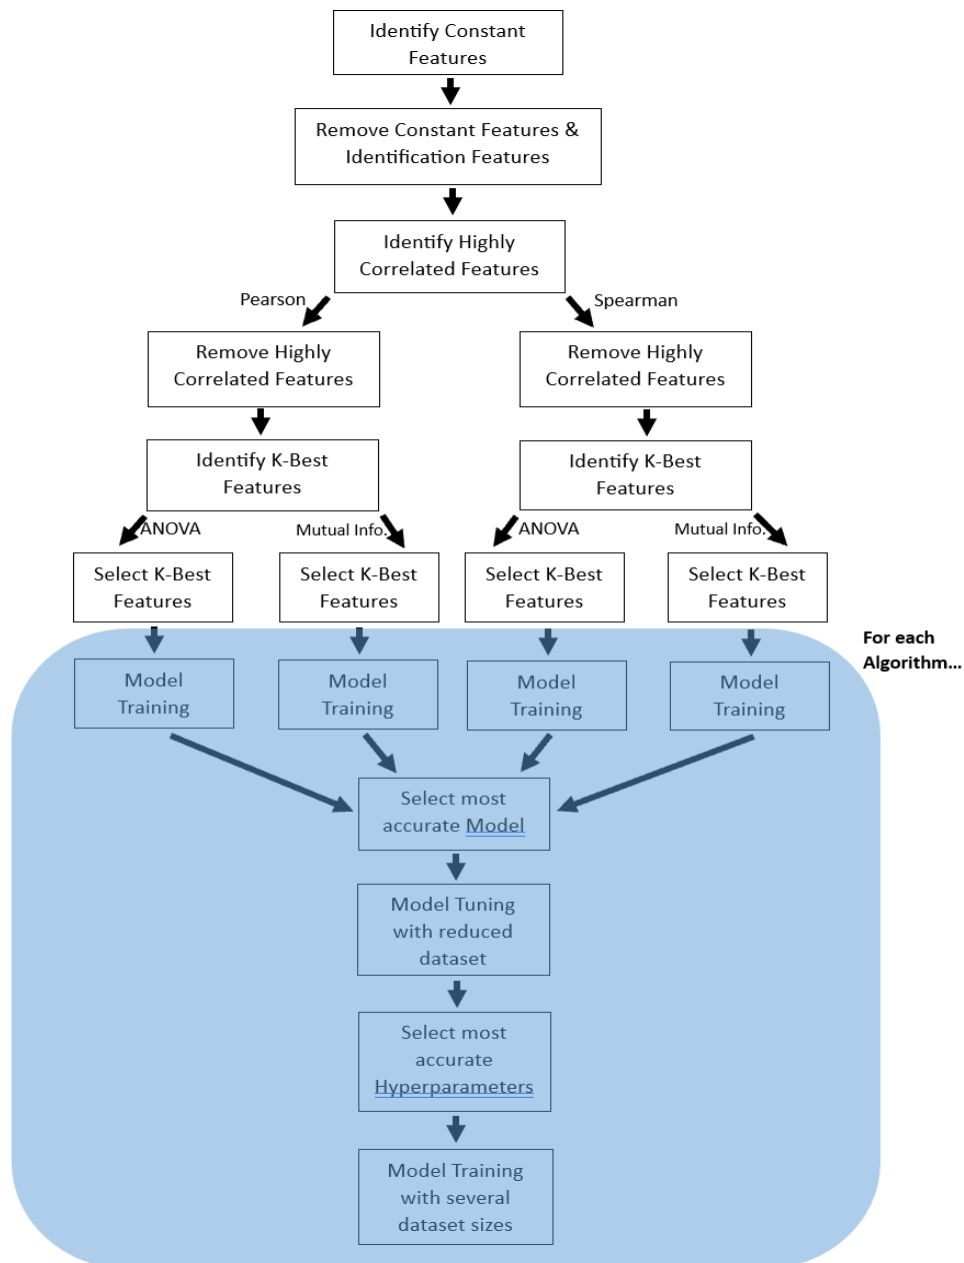 Identify Constant
Features
Remove Constant Features &
Identification Features
Identify Highly
Correlated Features
Pearson
Spearman
Remove Highly
Correlated Features
Remove Highly
Correlated Features
Identify K-Best
Features
Identify K-Best
Features
ANOVA
Mutual Info.
ANOVA
Mutual Info.
Select K-Best
Features
Select K-Best
Features
Select K-Best
Features
Select K-Best
Features
For each
Algorithm...
Model
Training
Model
Training
Model
Training
Model
Training
Select most
accurate Model
Model Tuning
with reduced
dataset
Select most
accurate
Hyperparameters
Model Training
with several
dataset sizes